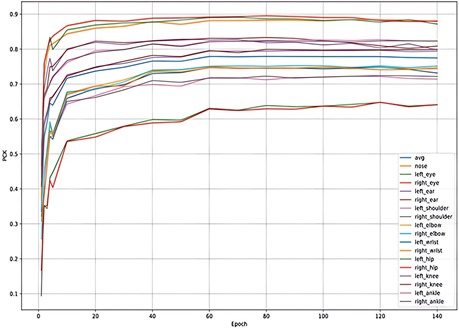 0.9
0.8
0.7
0.6
0.5
0.4
0.3
0.2
0.1
PCK
0 20 40 60 80 100 120 140
Epoch
avg
nose
left_eye
right_eye
left_ear
right_ear
left_shoulder
right_shoulder
left_elbow
right_elbow
left_wrist
right_wrist
left_hip
right_hip
left_knee
right_knee
left_ankle
right_ankle